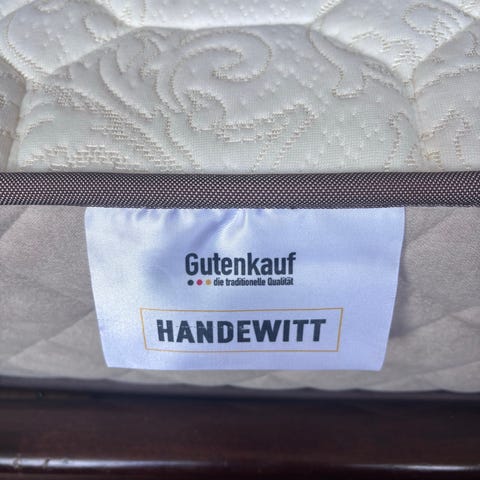 Gutenkauf
die traditionelle Qualität
HANDEWITT